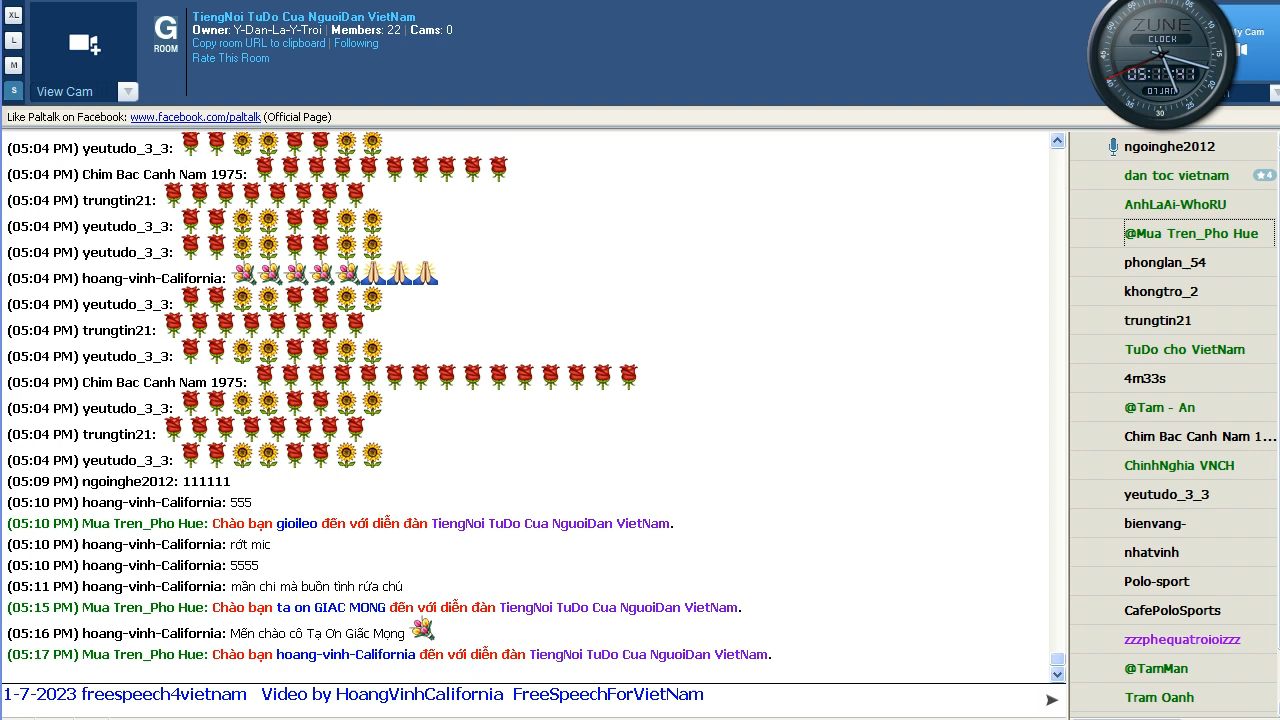 XL
L
M
S
View Cam
G
ROOM
TiengNoi TuDo Cua NguoiDan VietNam
Owner: Y-Dan-La-Y-Troi | Members: 22 | Cams: 0
Copy room URL to clipboard | Following
Rate This Room
ZUNE
CLOCK
07JAN
My Cam
Like Paltalk on Facebook: www.facebook.com/paltalk (Official Page)
(05:04 PM) yeutudo_3_3:
(05:04 PM) Chim Bac Canh Nam 1975:
(05:04 PM) trungtin21:
(05:04 PM) yeutudo_3_3:
(05:04 PM) yeutudo_3_3:
(05:04 PM) hoang-vinh-California:
(05:04 PM) yeutudo_3_3:
(05:04 PM) trungtin21:
(05:04 PM) yeutudo_3_3:
(05:04 PM) Chim Bac Canh Nam 1975:
(05:04 PM) yeutudo_3_3:
(05:04 PM) trungtin21:
(05:04 PM) yeutudo_3_3:
(05:09 PM) ngoinghe2012: 111111
(05:10 PM) hoang-vinh-California: 555
(05:10 PM) Mua Tren_Pho Hue: Chào bạn gioileo đến với diễn đàn TiengNoi TuDo Cua NguoiDan VietNam.
(05:10 PM) hoang-vinh-California: rớt mic
(05:10 PM) hoang-vinh-California: 5555
(05:11 PM) hoang-vinh-California: mần chi mà buồn tình rứa chú
(05:15 PM) Mua Tren_Pho Hue: Chào bạn ta on GIAC MONG đến với diễn đàn TiengNoi TuDo Cua NguoiDan VietNam.
(05:16 PM) hoang-vinh-California: Mến chào cô Tạ Ơn Giấc Mọng
(05:17 PM) Mua Tren_Pho Hue: Chào bạn hoang-vinh-California đến với diễn đàn TiengNoi TuDo Cua NguoiDan VietNam.
1-7-2023 freespeech4vietnam Video by HoangVinhCalifornia FreeSpeechForVietNam
ngoinghe2012
dan toc vietnam
4
AnhLaAi-WhoRU
@Mua Tren_Pho Hue
phonglan_54
khongtro_2
trungtin21
TuDo cho VietNam
4m33s
@Tam - An
Chim Bac Canh Nam 1...
ChinhNghia VNCH
yeutudo_3_3
bienvang-
nhatvinh
Polo-sport
CafePoloSports
zzzphequatroioizzz
@TamMan
Tram Oanh